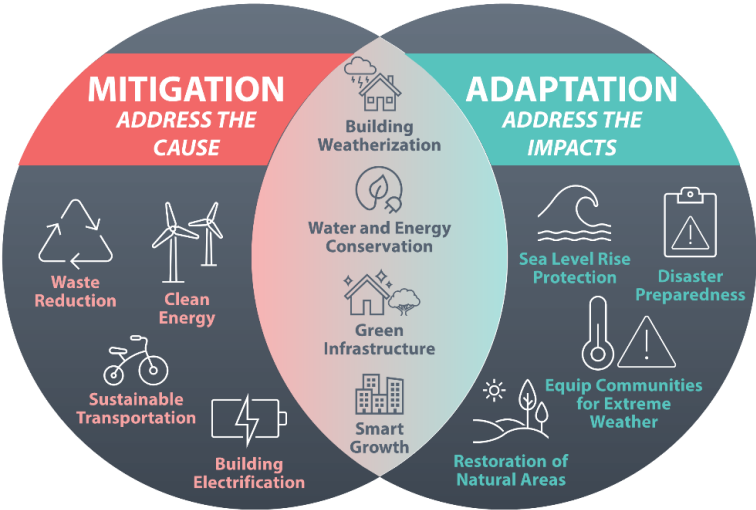 MITIGATION
ADDRESS THE
CAUSE
Waste
Reduction
Clean
Energy
Sustainable
Transportation
Building
Electrification
Building
Weatherization
Water and Energy
Conservation
Green
Infrastructure
Smart
Growth
ADAPTATION
ADDRESS THE
IMPACTS
Sea Level Rise
Protection
Disaster
Preparedness
Equip Communities
for Extreme
Weather
Restoration of
Natural Areas